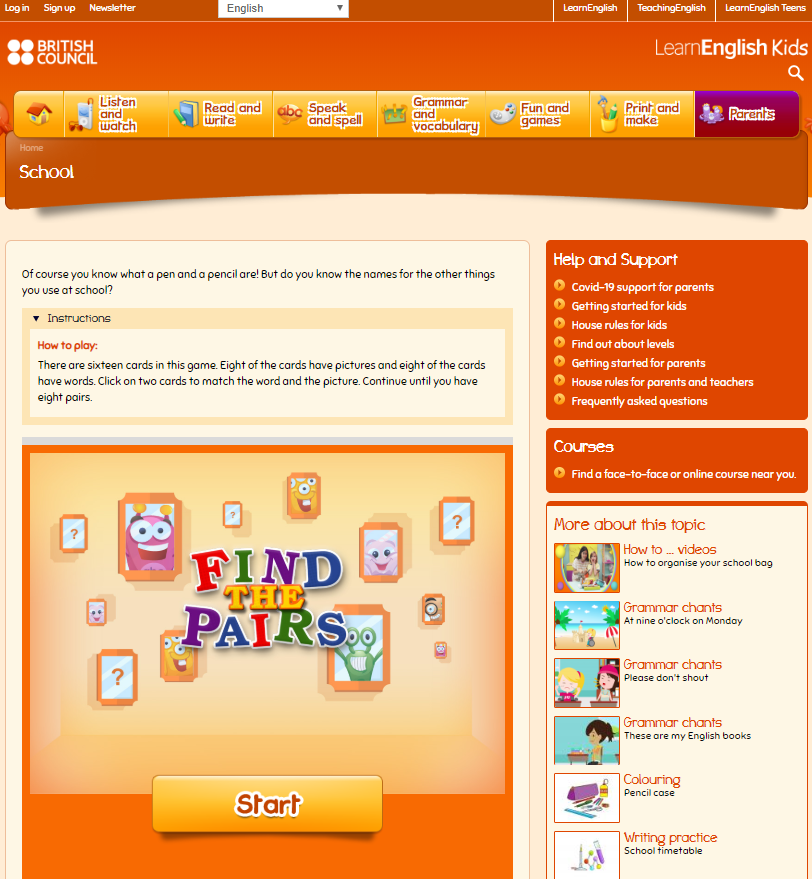 Log in Sign up Newsletter English LearnEnglish TeachingEnglish LearnEnglish Teens
BRITISH
COUNCIL
LearnEnglish Kids
Listen
and
watch
Read and
write
Speak
and spell
Grammar
and
vocabulary
Fun and
games
Print and
make
Parents
abc
Home
School
Of course you know what a pen and a pencil are! But do you know the names for the other things
you use at school?
Instructions
How to play:
There are sixteen cards in this game. Eight of the cards have pictures and eight of the cards
have words. Click on two cards to match the word and the picture. Continue until you have
eight pairs.
?
?
?
?
FIND
THE
PAIRS
Start
Help and Support
Covid-19 support for parents
Getting started for kids
House rules for kids
Find out about levels
Getting started for parents
House rules for parents and teachers
Frequently asked questions
Courses
Find a face-to-face or online course near you.
More about this topic
How to ... videos
How to organise your school bag
Grammar chants
At nine o'clock on Monday
Grammar chants
Please don't shout
Grammar chants
These are my English books
Colouring
Pencil case
Writing practice
School timetable